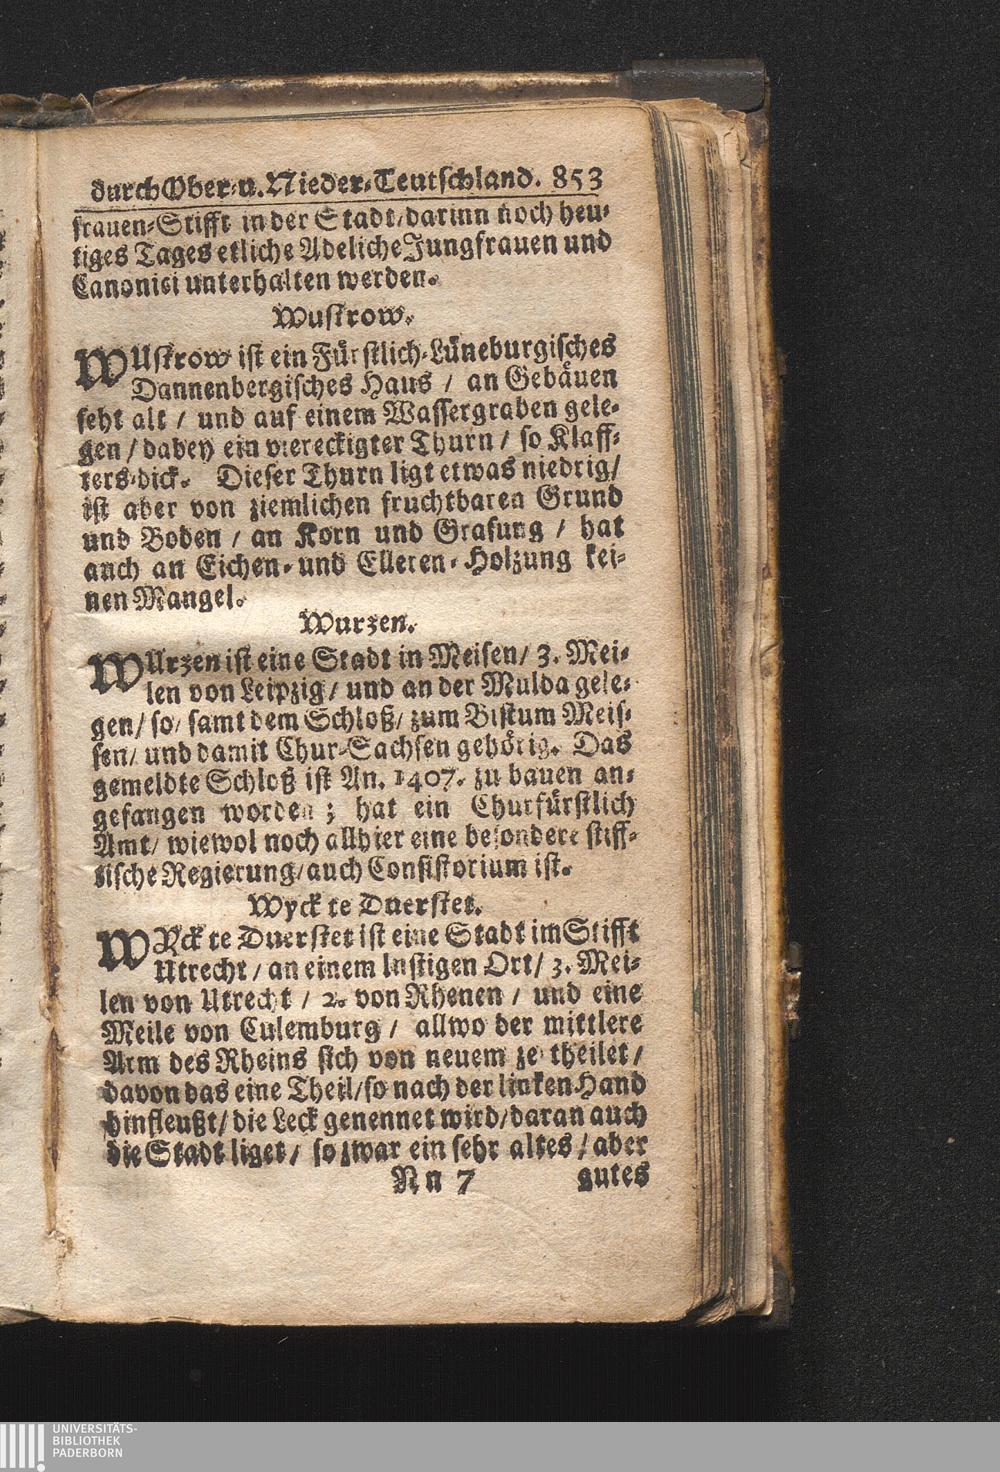 durch Ober- u. Nieder-Teutschland. 853
frauen-Stifft in der Stadt/ darinn noch heu-
tiges Tages etliche Adeliche Jungfrauen und
Canonici unterhalten werden.
Wustrow.
WUstrow ist ein Fürstlich-Lüneburgisches
Dannenbergisches Haus / an Gebäuen
seht alt / und auf einem Wassergraben gele-
gen / dabey ein viereckigter Thurn / so Klaff-
ters-dick. Dieser Thurn ligt etwas niedrig/
ist aber von ziemlichen fruchtbaren Grund
und Boden / an Korn und Grasung / hat
auch an Eichen- und Elleren-Holzung kei-
nen Mangel.
Wurzen.
WUrzen ist eine Stadt in Meisen/ 3. Mei-
len von Leipzig / und an der Mulda gele-
gen/ so/ samt dem Schloß/ zum Bistum Meis-
sen/ und damit Chur-Sachsen gehörig. Das
gemeldte Schloß ist An. 1407. zu bauen an-
gefangen worden ; hat ein Churfürstlich
Amt/ wiewol noch allhier eine besondere stiff-
tische Regierung/ auch Consistorium ist.
Wyck te Duerstet.
WYck te Duerstet ist eine Stadt im Stifft
Utrecht / an einem lustigen Ort/ 3. Mei-
len von Utrecht / 2. von Rhenen / und eine
Meile von Culemburg / allwo der mittlere
Arm des Rheins sich von neuem zertheilet /
davon das eine Theil/ so nach der linken Hand
hinfleußt/ die Leck genennet wird/ daran auch
die Stadt liget / so zwar ein sehr altes / aber
Nn 7 gutes
UNIVERSITÄTS-
BIBLIOTHEK
PADERBORN